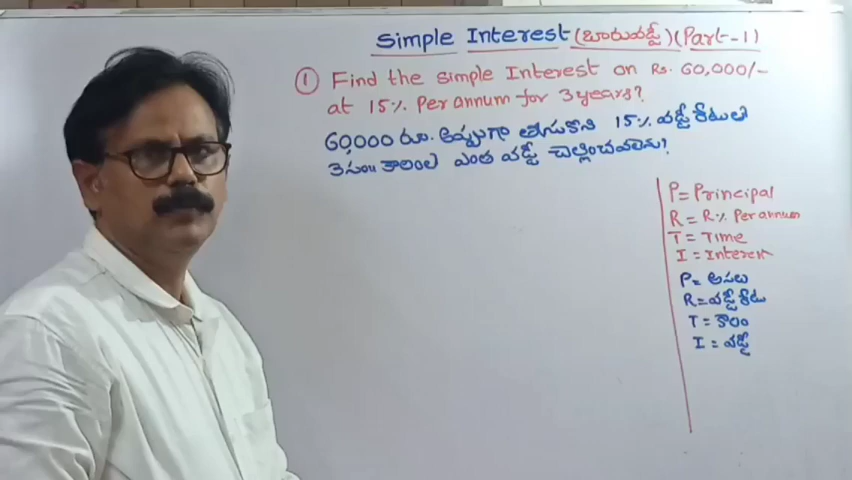 Simple Interest (బారువడ్డీ) (Part-1)
① Find the simple Interest on Rs. 60,000/-
at 15% Per annum for 3 years?
60,000 రూ. అప్పుగా తీసుకొని 15% వడ్డీ రేటులో
3సం॥ కాలంలో ఎంత వడ్డీ చెల్లించవలెను?
P = Principal
R = R% Per annum
T = Time
I = Interest
P = అసలు
R = వడ్డీ రేటు
T = కాలం
I = వడ్డీ